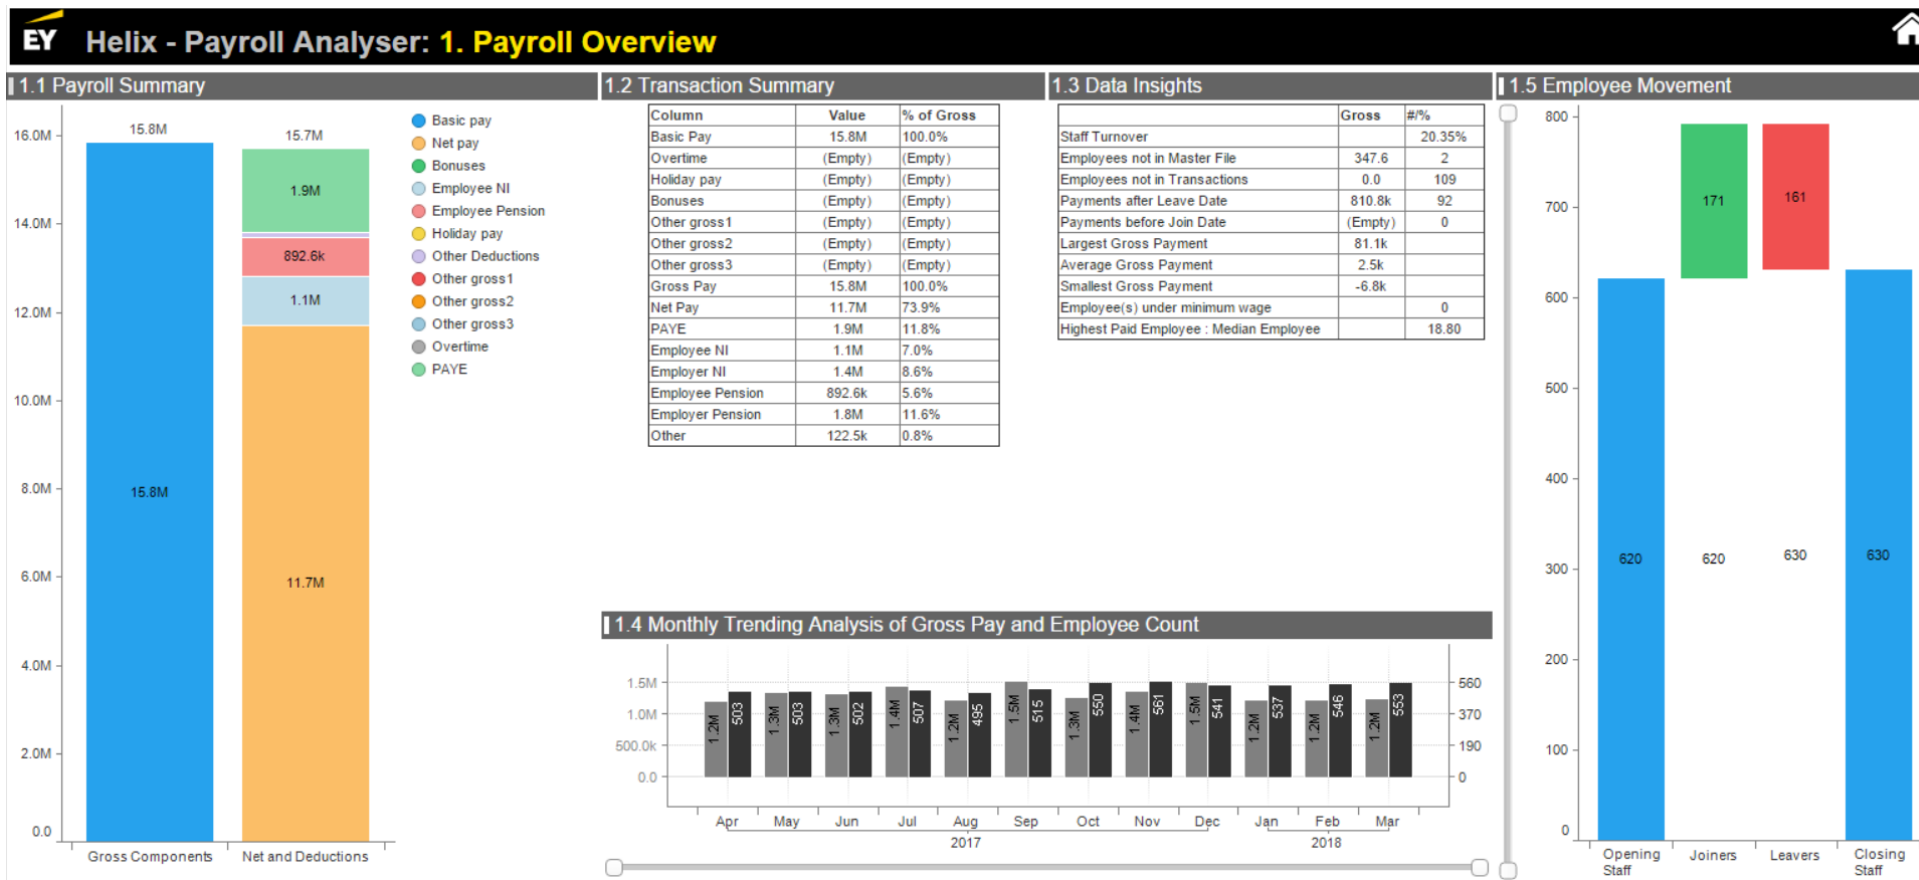 EY
Helix - Payroll Analyser: 1. Payroll Overview
1.1 Payroll Summary
16.0M
14.0M
12.0M
10.0M
8.0M
6.0M
4.0M
2.0M
0.0
15.8M
15.8M
15.7M
1.9M
892.6k
1.1M
11.7M
Gross Components
Net and Deductions
Basic pay
Net pay
Bonuses
Employee NI
Employee Pension
Holiday pay
Other Deductions
Other gross1
Other gross2
Other gross3
Overtime
PAYE
1.2 Transaction Summary
Column Value % of Gross
Basic Pay 15.8M 100.0%
Overtime (Empty) (Empty)
Holiday pay (Empty) (Empty)
Bonuses (Empty) (Empty)
Other gross1 (Empty) (Empty)
Other gross2 (Empty) (Empty)
Other gross3 (Empty) (Empty)
Gross Pay 15.8M 100.0%
Net Pay 11.7M 73.9%
PAYE 1.9M 11.8%
Employee NI 1.1M 7.0%
Employer NI 1.4M 8.6%
Employee Pension 892.6k 5.6%
Employer Pension 1.8M 11.6%
Other 122.5k 0.8%
1.3 Data Insights
Gross #/%
Staff Turnover 20.35%
Employees not in Master File 347.6 2
Employees not in Transactions 0.0 109
Payments after Leave Date 810.8k 92
Payments before Join Date (Empty) 0
Largest Gross Payment 81.1k
Average Gross Payment 2.5k
Smallest Gross Payment -6.8k
Employee(s) under minimum wage 0
Highest Paid Employee : Median Employee 18.80
1.4 Monthly Trending Analysis of Gross Pay and Employee Count
1.5M
1.0M
500.0k
0.0
1.2M 503 1.3M 503 1.3M 502 1.4M 507 1.2M 495 1.5M 515 1.3M 550 1.4M 561 1.5M 541 1.2M 537 1.2M 546 1.2M 553
560
370
190
0
Apr May Jun Jul Aug Sep Oct Nov Dec Jan Feb Mar
2017 2018
1.5 Employee Movement
800
700
600
500
400
300
200
100
0
171
161
620 620 630 630
Opening Staff
Joiners
Leavers
Closing Staff